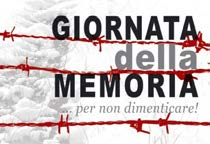 GIORNATA
della
MEMORIA
... per non dimenticare!